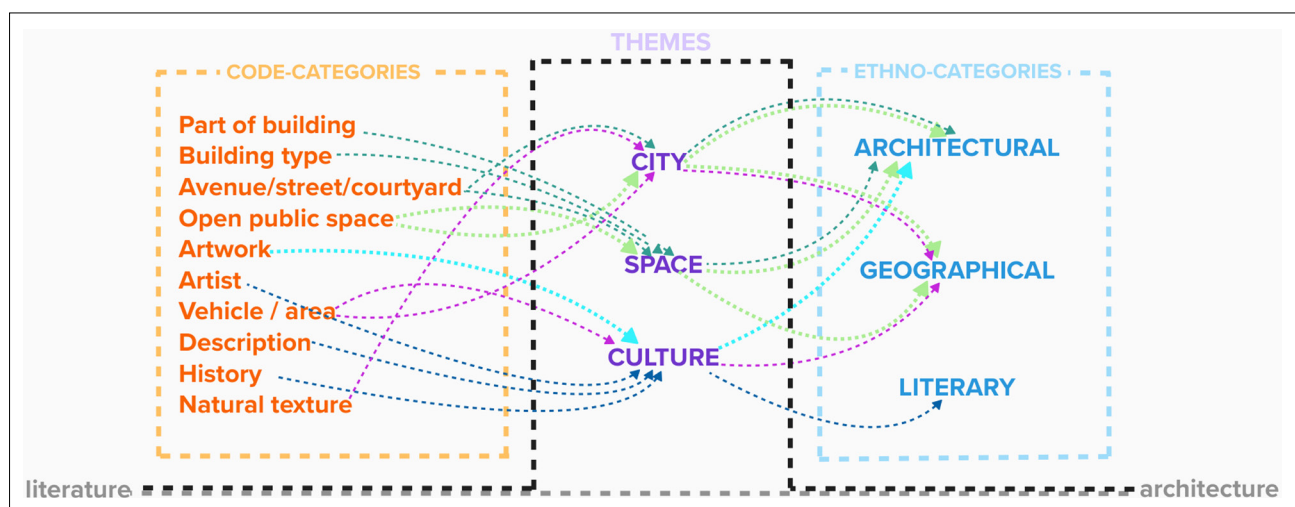 THEMES
CODE-CATEGORIES
ETHNO-CATEGORIES
Part of building
Building type
Avenue/street/courtyard
Open public space
Artwork
Artist
Vehicle / area
Description
History
Natural texture
CITY
SPACE
CULTURE
ARCHITECTURAL
GEOGRAPHICAL
LITERARY
literature
architecture